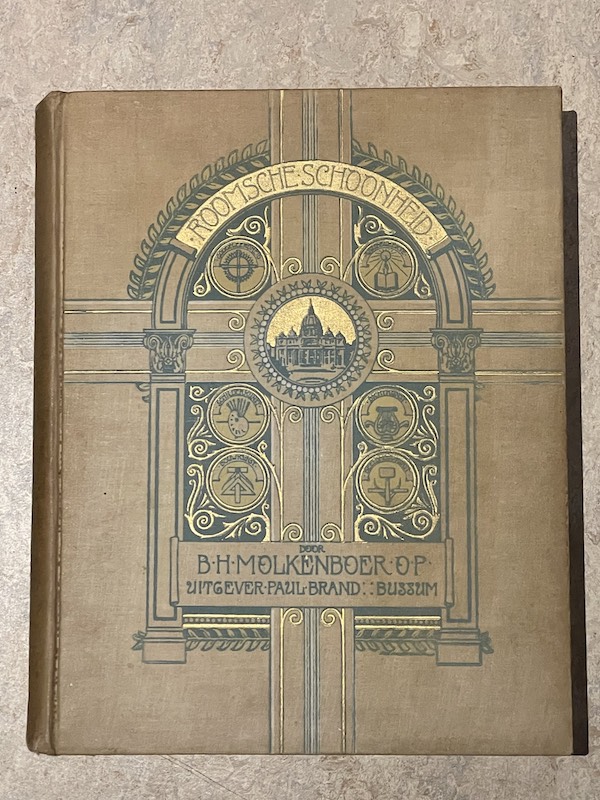 ROOMSCHE·SCHOONHEID·
DOOR
B·H·MOLKENBOER·O·P·
UITGEVER·PAUL·BRAND::BUSSUM